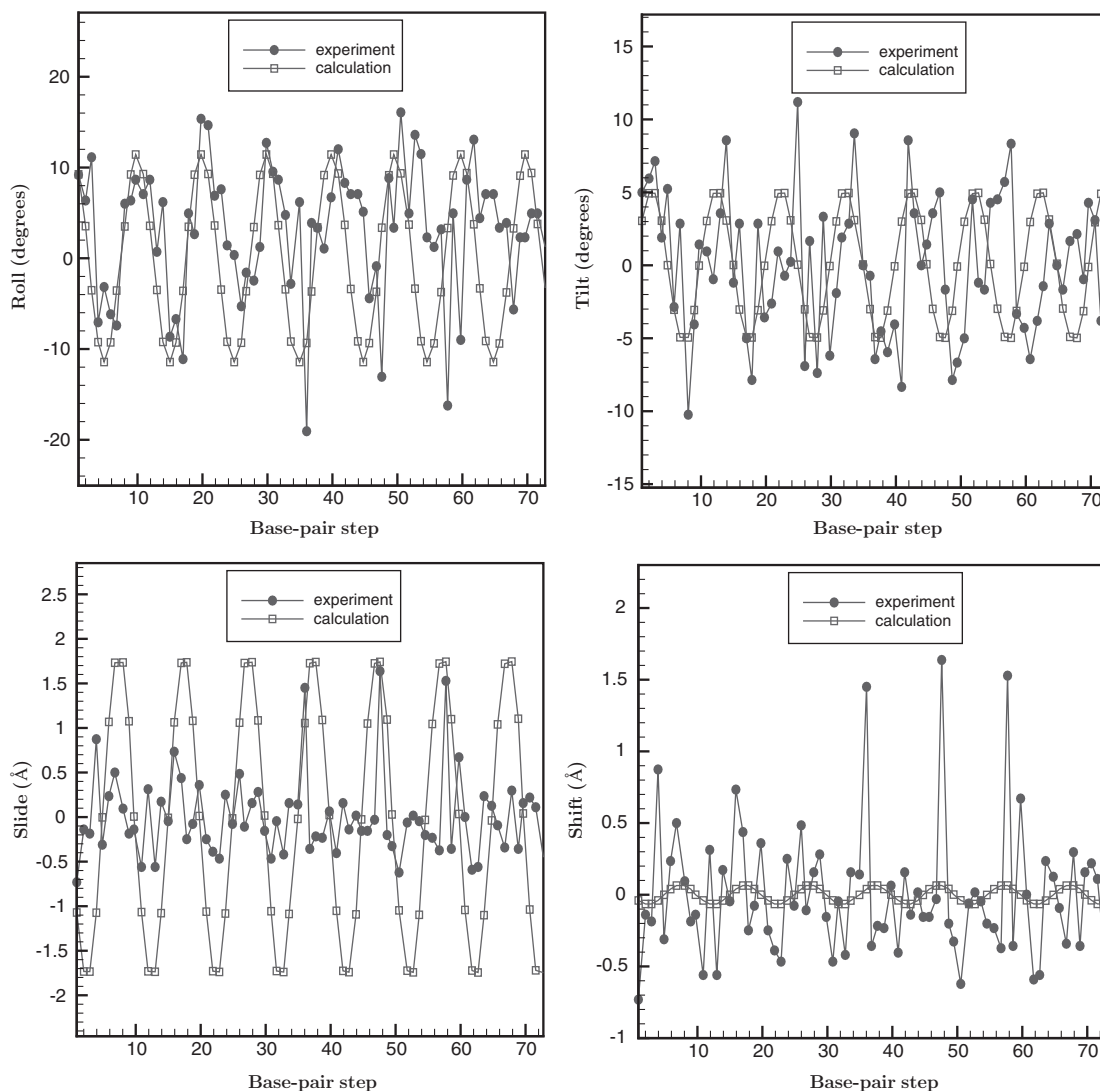 experiment
calculation
20
10
0
-10
-20
Roll (degrees)
10 20 30 40 50 60 70
Base-pair step
experiment
calculation
15
10
5
0
-5
-10
-15
Tilt (degrees)
10 20 30 40 50 60 70
Base-pair step
experiment
calculation
2.5
2
1.5
1
0.5
0
-0.5
-1
-1.5
-2
Slide (Å)
10 20 30 40 50 60 70
Base-pair step
experiment
calculation
2
1.5
1
0.5
0
-0.5
-1
Shift (Å)
10 20 30 40 50 60 70
Base-pair step